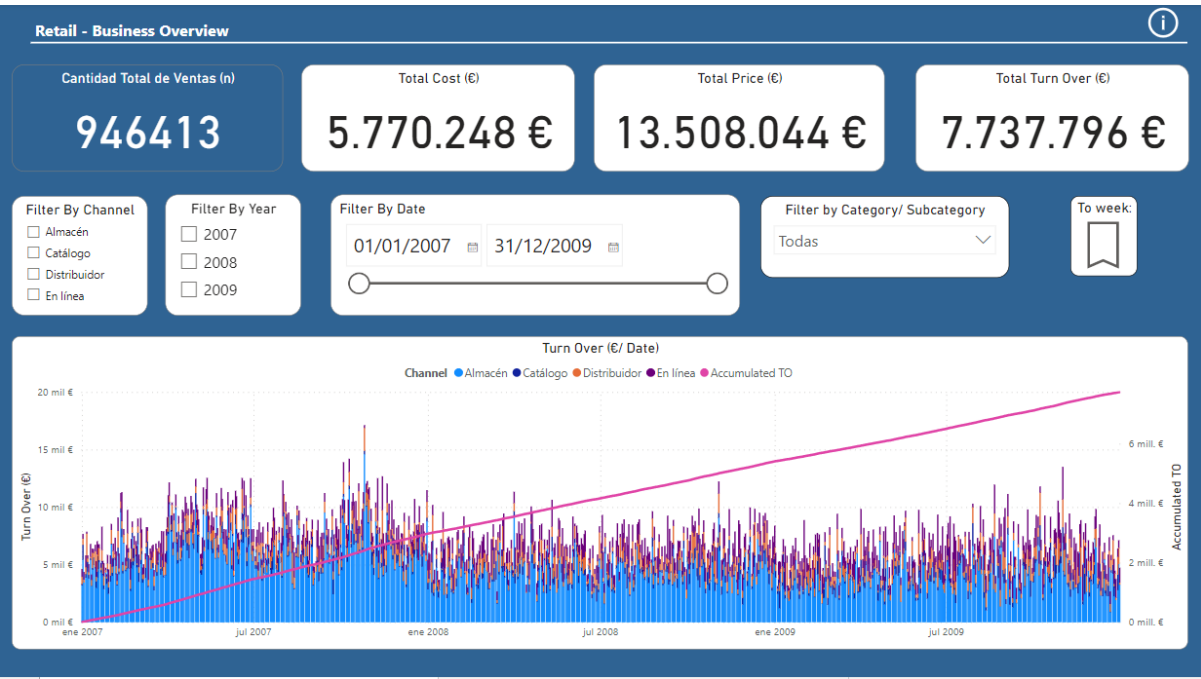 Retail - Business Overview
i
Cantidad Total de Ventas (n)
946413
Total Cost (€)
5.770.248 €
Total Price (€)
13.508.044 €
Total Turn Over (€)
7.737.796 €
Filter By Channel
Almacén
Catálogo
Distribuidor
En línea
Filter By Year
2007
2008
2009
Filter By Date
01/01/2007 31/12/2009
Filter by Category/ Subcategory
Todas
To week:
Turn Over (€/ Date)
Channel Almacén Catálogo Distribuidor En línea Accumulated TO
Turn Over (€)
20 mil €
15 mil €
10 mil €
5 mil €
0 mil €
ene 2007 jul 2007 ene 2008 jul 2008 ene 2009 jul 2009
6 mill. €
4 mill. €
2 mill. €
0 mill. €
Accumulated TO